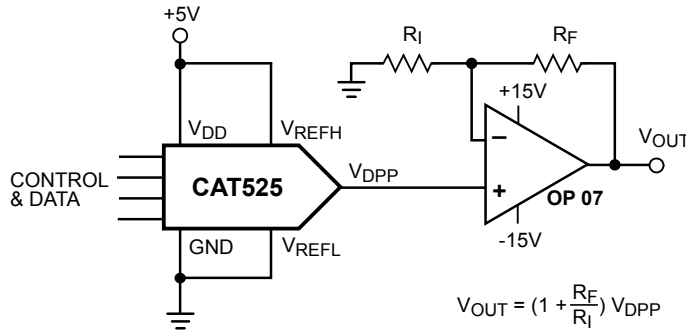 +5V
RI
RF
+15V
VDD
VREFH
VOUT
CONTROL
& DATA
CAT525
VDPP
OP 07
GND
VREFL
-15V
VOUT = (1 + RF/RI) VDPP